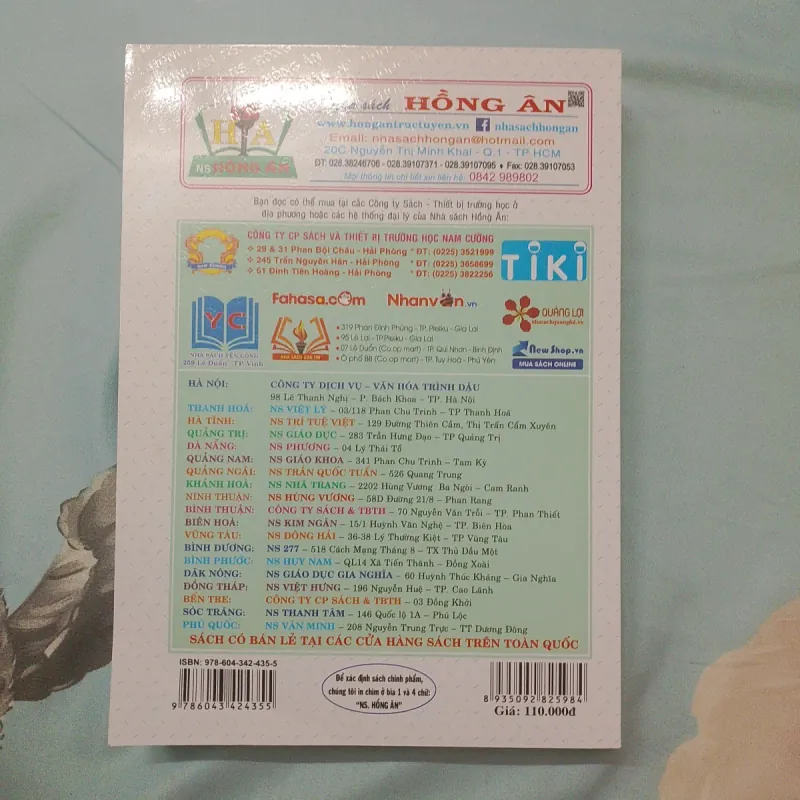 Nhà sách HỒNG ÂN
H A
NS HỒNG ÂN
www.hongantructuyen.vn f nhasachhongan
Email: nhasachhongan@hotmail.com
20C Nguyễn Thị Minh Khai - Q.1 - TP HCM
ĐT: 028.38246706 - 028.39107371 - 028.39107095 • Fax: 028.39107053
Mọi thông tin chi tiết xin liên hệ: 0842 989802
Bạn đọc có thể mua tại các Công ty Sách - Thiết bị trường học ở
địa phương hoặc các hệ thống đại lý của Nhà sách Hồng Ân:
CÔNG TY CP SÁCH VÀ THIẾT BỊ TRƯỜNG HỌC NAM CƯỜNG
29 & 31 Phan Bội Châu - Hải Phòng * ĐT: (0225) 3521999
245 Trần Nguyên Hãn - Hải Phòng * ĐT: (0225) 3858699
61 Đinh Tiên Hoàng - Hải Phòng * ĐT: (0225) 3822256
TiKi
YC
NHÀ SÁCH YẾN CÔNG
259 Lê Duẩn - TP.Vinh
Fahasa.com
Nhanvăn.vn
• 319 Phan Đình Phùng - TP. Pleiku - Gia Lai
• 95 Lê Lai - TP.Pleiku - Gia Lai
• 07 Lê Duẩn (Co.op mart) - TP. Qui Nhơn - Bình Định
• Ô phố B8 (Co.op mart) - TP. Tuy Hoà - Phú Yên
QUẢNG LỢI
NewShop.vn
MUA SÁCH ONLINE
HÀ NỘI: CÔNG TY DỊCH VỤ – VĂN HÓA TRÌNH DẬU
98 Lê Thanh Nghị – P. Bách Khoa – TP. Hà Nội
THANH HOÁ: NS VIỆT LÝ – 03/118 Phan Chu Trinh – TP Thanh Hoá
HÀ TĨNH: NS TRÍ TUỆ VIỆT – 129 Đường Thiên Cầm, Thị Trấn Cẩm Xuyên
QUẢNG TRỊ: NS GIÁO DỤC – 283 Trần Hưng Đạo – TP Quảng Trị
ĐÀ NẴNG: NS PHƯƠNG – 04 Lý Thái Tổ
QUẢNG NAM: NS GIÁO KHOA – 341 Phan Chu Trinh – Tam Kỳ
QUẢNG NGÃI: NS TRẦN QUỐC TUẤN – 526 Quang Trung
KHÁNH HOÀ: NS NHA TRANG – 2202 Hùng Vương Ba Ngòi – Cam Ranh
NINH THUẬN: NS HÙNG VƯƠNG – 58D Đường 21/8 – Phan Rang
BÌNH THUẬN: CÔNG TY SÁCH & TBTH – 70 Nguyễn Văn Trỗi – TP. Phan Thiết
BIÊN HOÀ: NS KIM NGÂN – 15/1 Huỳnh Văn Nghệ – TP. Biên Hòa
VŨNG TÀU: NS ĐÔNG HẢI – 36-38 Lý Thường Kiệt – TP Vũng Tàu
BÌNH DƯƠNG: NS 277 – 518 Cách Mạng Tháng 8 – TX Thủ Dầu Một
BÌNH PHƯỚC: NS HUY NAM – QL14 Xã Tiến Thành – Đồng Xoài
ĐĂK NÔNG: NS GIÁO DỤC GIA NGHĨA – 60 Huỳnh Thúc Kháng – Gia Nghĩa
ĐỒNG THÁP: NS VIỆT HƯNG – 196 Nguyễn Huệ – TP. Cao Lãnh
BẾN TRE: CÔNG TY CP SÁCH & TBTH – 03 Đồng Khởi
SÓC TRĂNG: NS THANH TÂM – 146 Quốc lộ 1A – Phú Lộc
PHÚ QUỐC: NS VĂN MINH – 208 Nguyễn Trung Trực – TT Dương Đông
SÁCH CÓ BÁN LẺ TẠI CÁC CỬA HÀNG SÁCH TRÊN TOÀN QUỐC
ISBN: 978-604-342-435-5
9 786043 424355
Để xác định sách chính phẩm,
chúng tôi in chìm ở bìa 1 và 4 chữ:
"NS. HỒNG ÂN"
8 935092 825984
Giá: 110.000đ